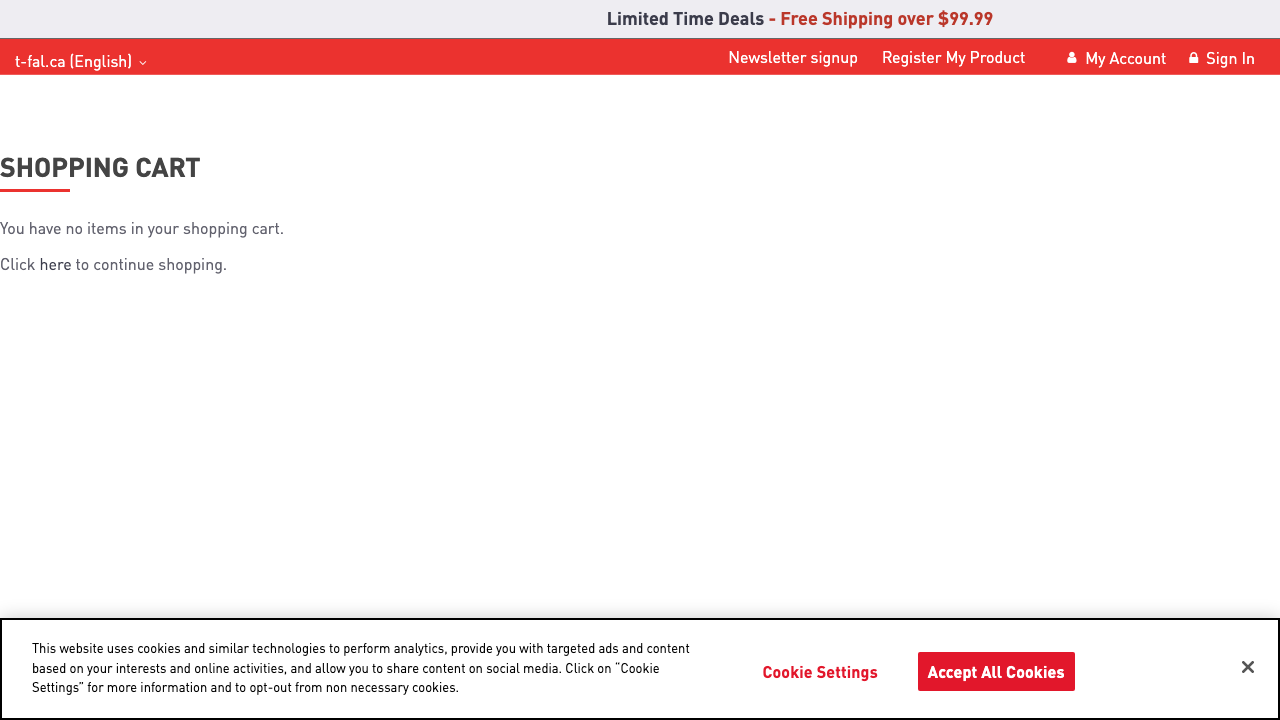 Limited Time Deals - Free Shipping over $99.99
t-fal.ca (English)
Newsletter signup
Register My Product
My Account
Sign In
SHOPPING CART
You have no items in your shopping cart.
Click here to continue shopping.
This website uses cookies and similar technologies to perform analytics, provide you with targeted ads and content
based on your interests and online activities, and allow you to share content on social media. Click on “Cookie
Settings” for more information and to opt-out from non necessary cookies.
Cookie Settings
Accept All Cookies